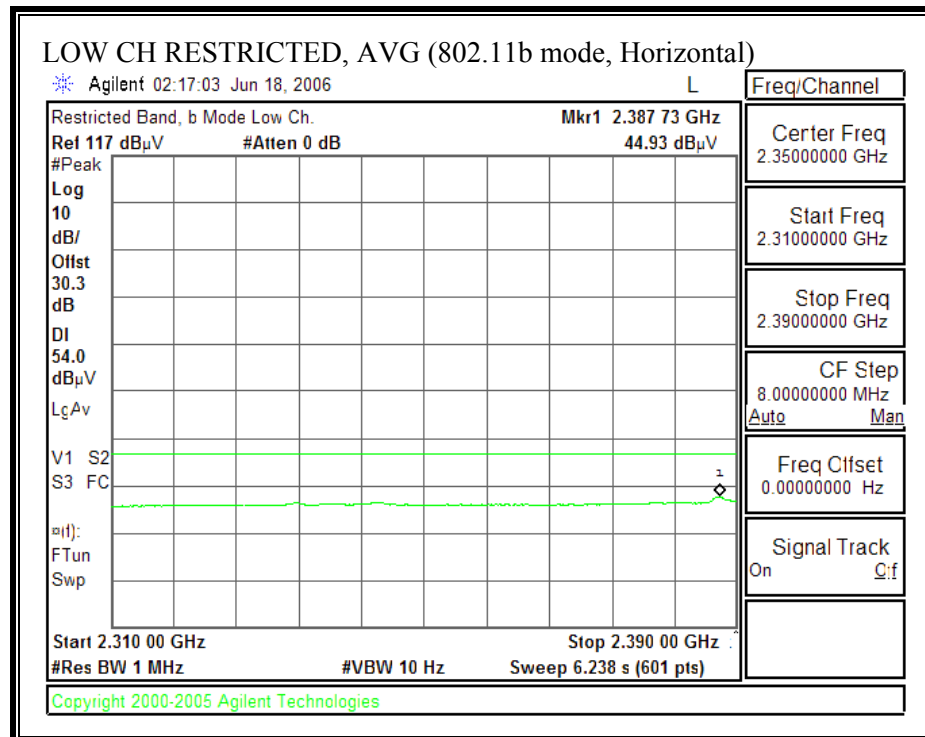 LOW CH RESTRICTED, AVG (802.11b mode, Horizontal)
Agilent 02:17:03 Jun 18, 2006 L
Restricted Band, b Mode Low Ch. Mkr1 2.387 73 GHz
Ref 117 dBµV #Atten 0 dB 44.93 dBµV
#Peak
Log
10
dB/
Offst
30.3
dB
DI
54.0
dBµV
LgAv
V1 S2
S3 FC
¤(f):
FTun
Swp
1
Start 2.310 00 GHz Stop 2.390 00 GHz
#Res BW 1 MHz #VBW 10 Hz Sweep 6.238 s (601 pts)
Copyright 2000-2005 Agilent Technologies
Freq/Channel
Center Freq
2.35000000 GHz
Start Freq
2.31000000 GHz
Stop Freq
2.39000000 GHz
CF Step
8.00000000 MHz
Auto Man
Freq Offset
0.00000000 Hz
Signal Track
On Off